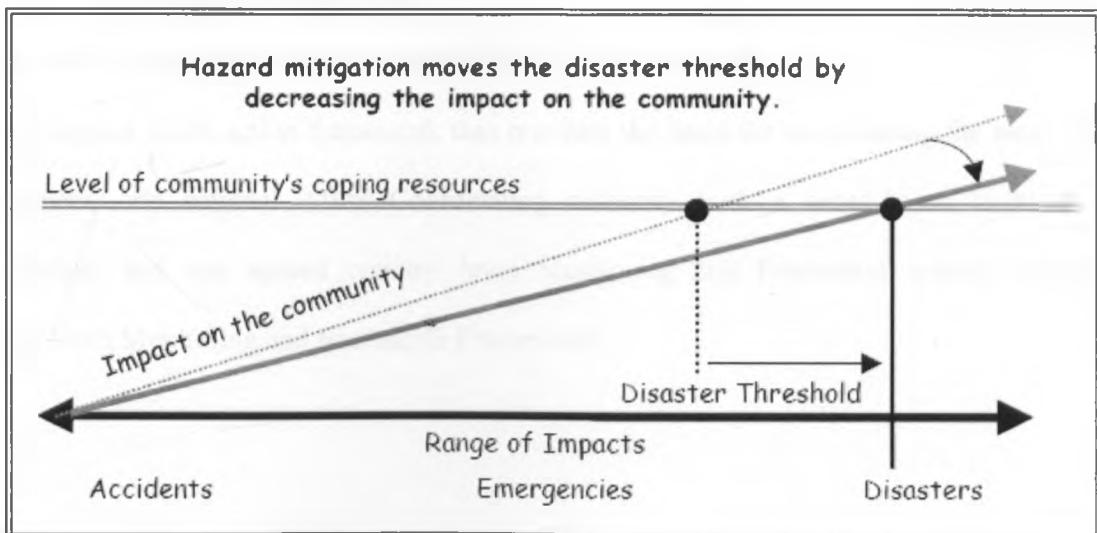 Hazard mitigation moves the disaster threshold by
decreasing the impact on the community.
Level of community's coping resources
Impact on the community
Disaster Threshold
Range of Impacts
Accidents Emergencies Disasters